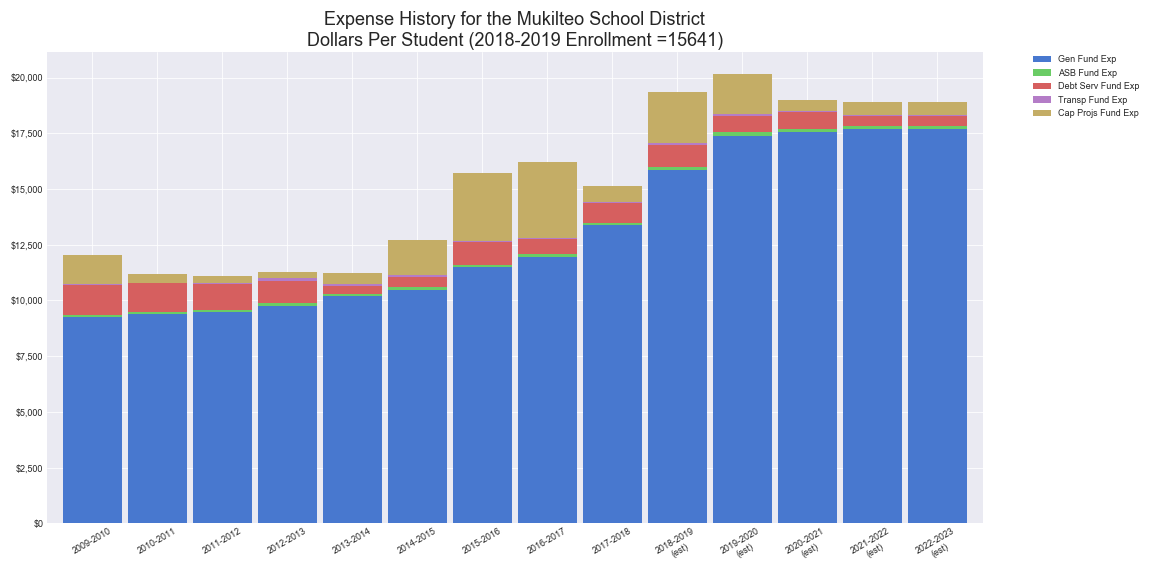 Expense History for the Mukilteo School District
Dollars Per Student (2018-2019 Enrollment =15641)
Gen Fund Exp
ASB Fund Exp
Debt Serv Fund Exp
Transp Fund Exp
Cap Projs Fund Exp
$20,000
$17,500
$15,000
$12,500
$10,000
$7,500
$5,000
$2,500
$0
2009-2010
2010-2011
2011-2012
2012-2013
2013-2014
2014-2015
2015-2016
2016-2017
2017-2018
2018-2019
(est)
2019-2020
(est)
2020-2021
(est)
2021-2022
(est)
2022-2023
(est)